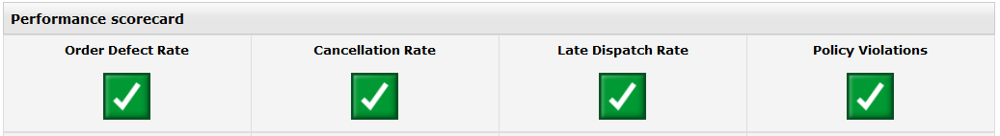 Performance scorecard
Order Defect Rate Cancellation Rate Late Dispatch Rate Policy Violations